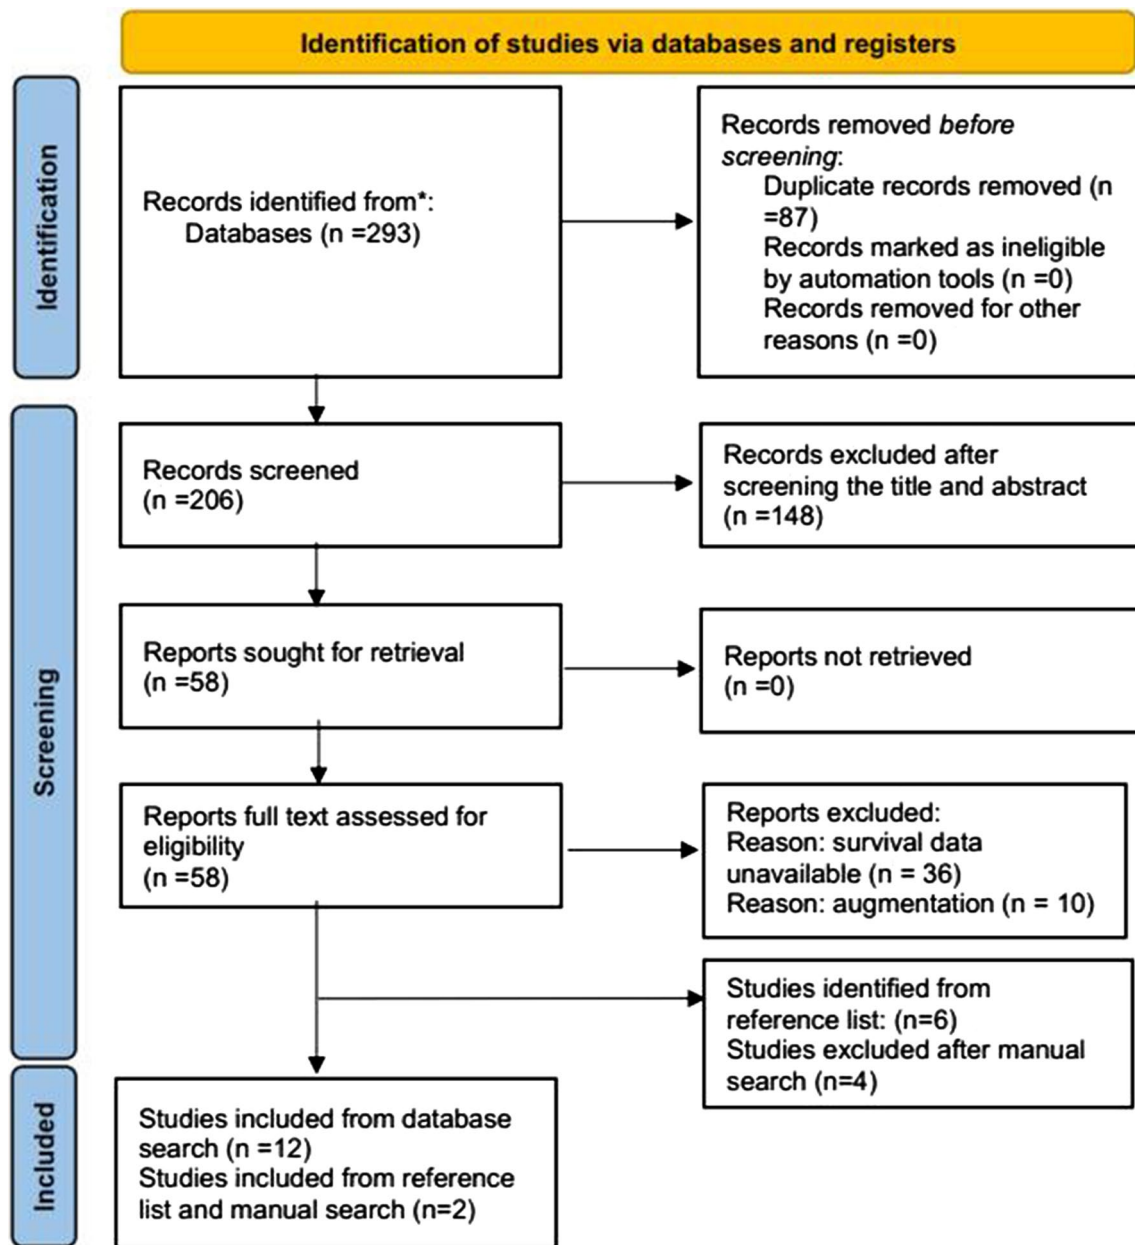 Identification of studies via databases and registers
Identification
Records identified from*:
Databases (n =293)
Records removed before
screening:
Duplicate records removed (n
=87)
Records marked as ineligible
by automation tools (n =0)
Records removed for other
reasons (n =0)
Screening
Records screened
(n =206)
Records excluded after
screening the title and abstract
(n =148)
Reports sought for retrieval
(n =58)
Reports not retrieved
(n =0)
Reports full text assessed for
eligibility
(n =58)
Reports excluded:
Reason: survival data
unavailable (n = 36)
Reason: augmentation (n = 10)
Studies identified from
reference list: (n=6)
Studies excluded after manual
search (n=4)
Included
Studies included from database
search (n =12)
Studies included from reference
list and manual search (n=2)